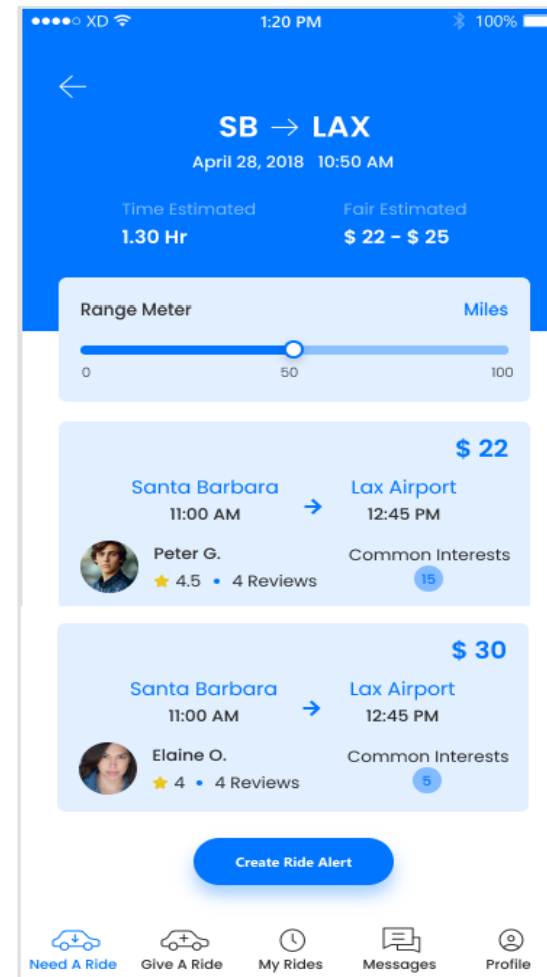 XD 1:20 PM 100%
SB → LAX
April 28, 2018 10:50 AM
Time Estimated Fair Estimated
1.30 Hr $ 22 - $ 25
Range Meter Miles
0 50 100
$ 22
Santa Barbara → Lax Airport
11:00 AM 12:45 PM
Peter G. Common Interests
4.5 • 4 Reviews 15
$ 30
Santa Barbara → Lax Airport
11:00 AM 12:45 PM
Elaine O. Common Interests
4 • 4 Reviews 5
Create Ride Alert
Need A Ride Give A Ride My Rides Messages Profile